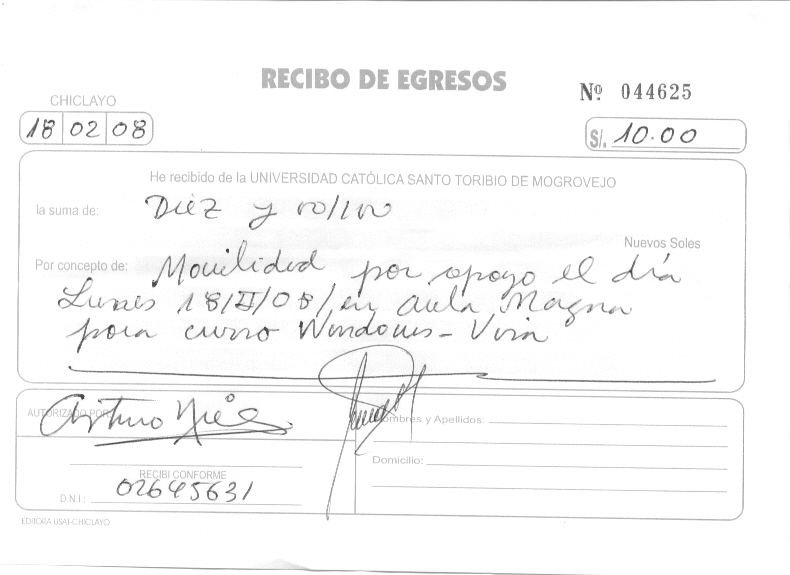 RECIBO DE EGRESOS
Nº 044625
CHICLAYO
18 02 08
S/. 10.00
He recibido de la UNIVERSIDAD CATÓLICA SANTO TORIBIO DE MOGROVEJO
la suma de: Diez y 00/100
Nuevos Soles
Por concepto de: Movilidad por apoyo el día
Lunes 18/II/08/en aula Magna
para curso Windows-
AUTORIZADO POR
Arturo
Nombres y Apellidos:
Domicilio:
RECIBI CONFORME
D.N.I: 02645631
EDITORA USAT-CHICLAYO